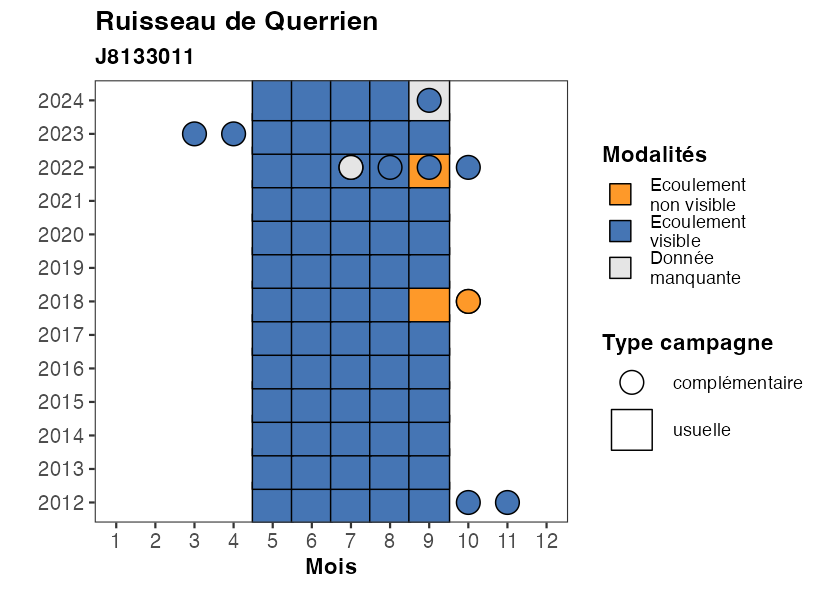 Ruisseau de Querrien
J8133011
2024
2023
2022
2021
2020
2019
2018
2017
2016
2015
2014
2013
2012
1 2 3 4 5 6 7 8 9 10 11 12
Mois
Modalités
Ecoulement
non visible
Ecoulement
visible
Donnée
manquante
Type campagne
complémentaire
usuelle